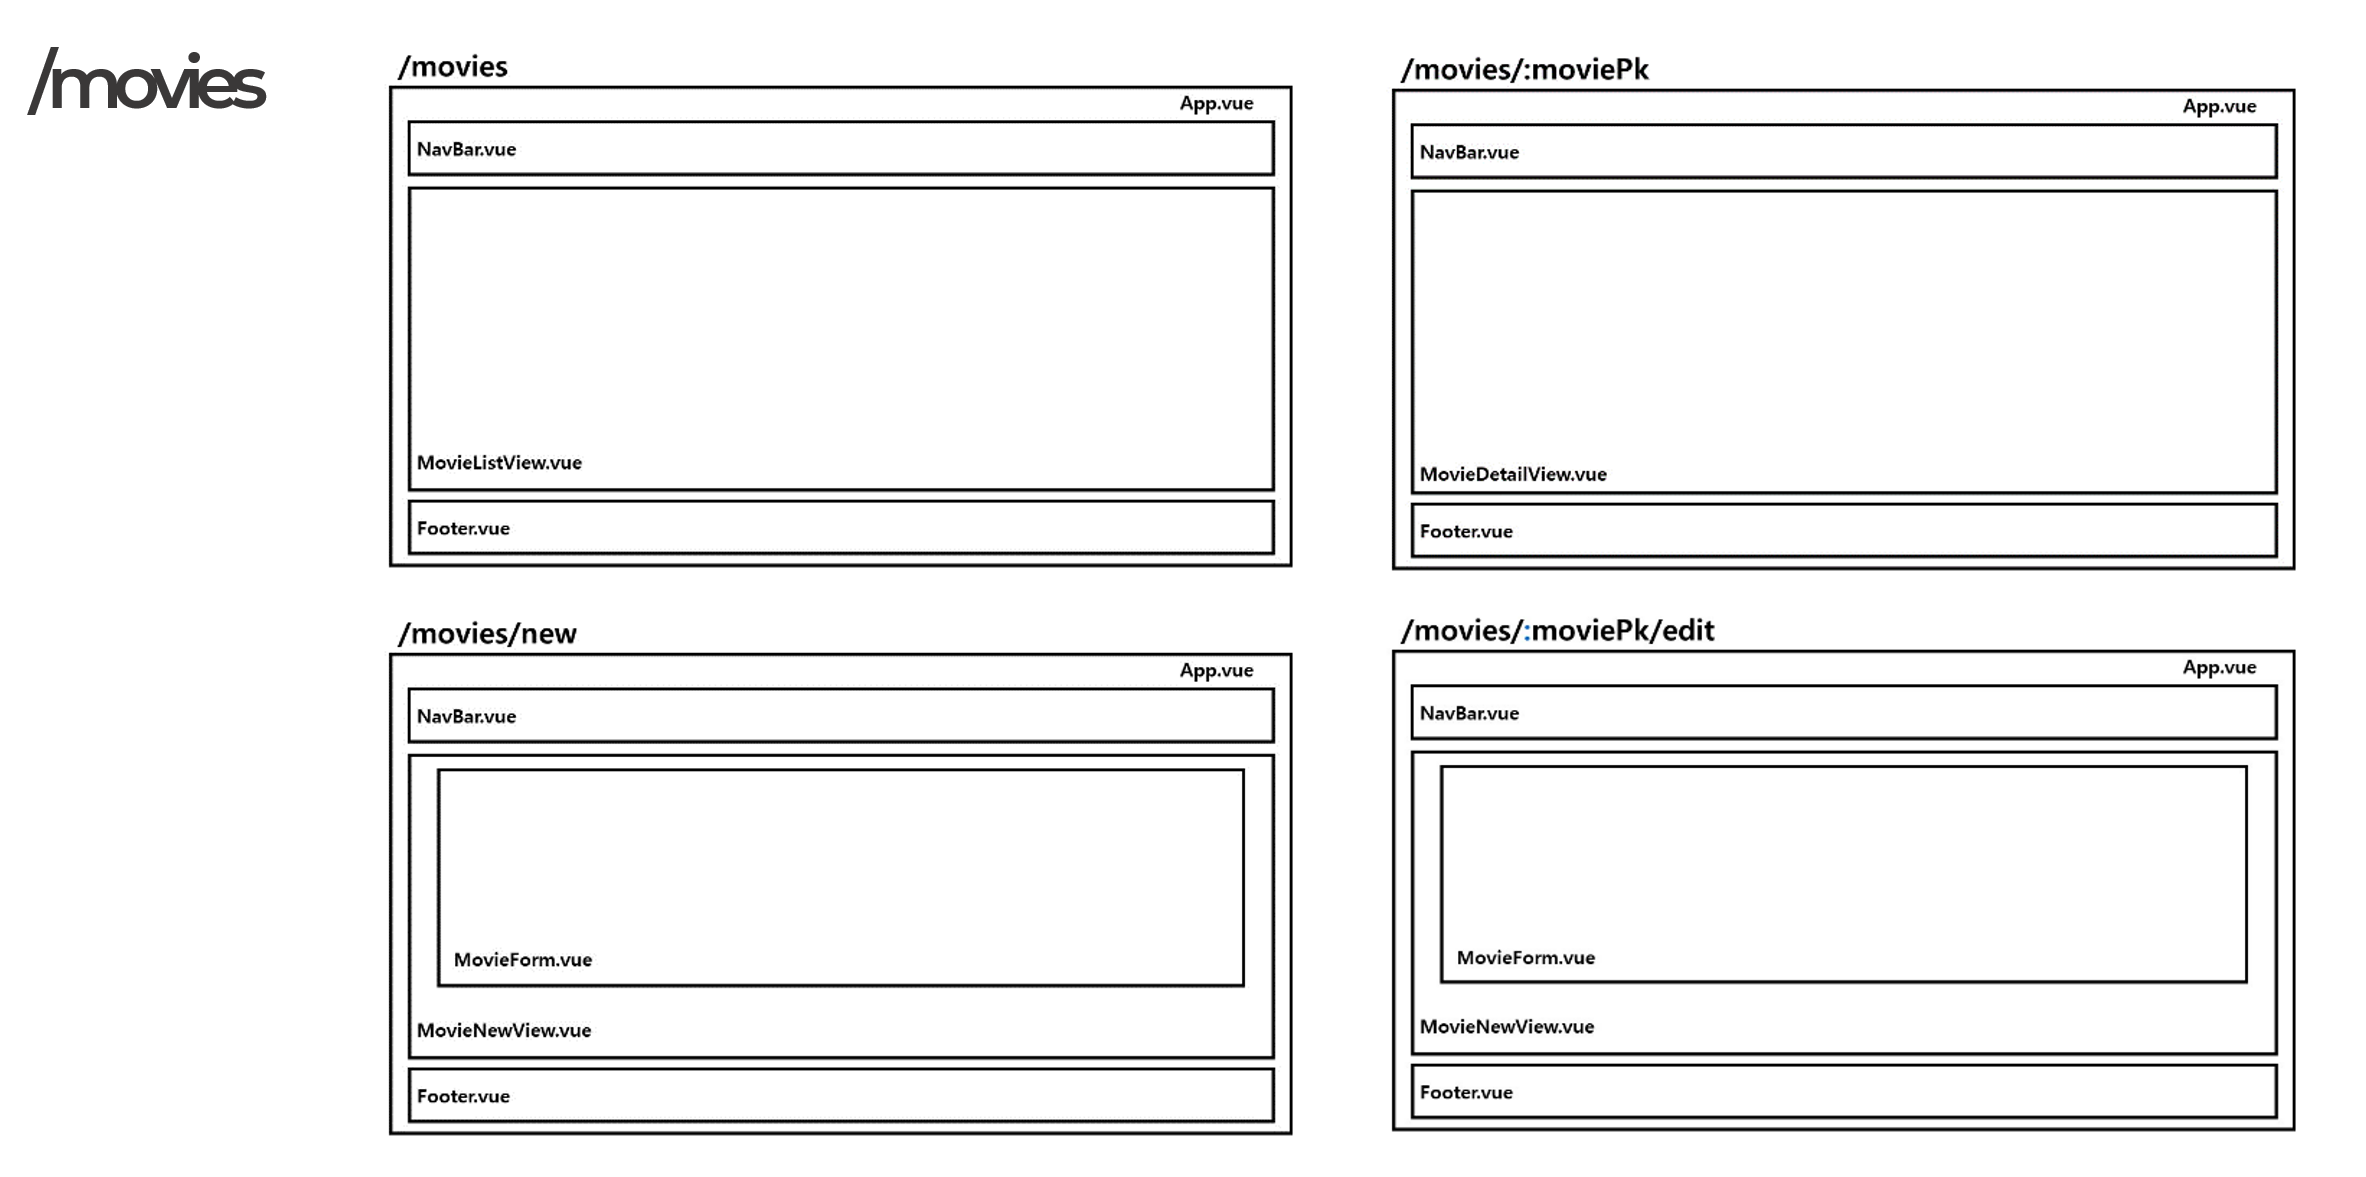 /movies
/movies
App.vue
NavBar.vue
MovieListView.vue
Footer.vue
/movies/:moviePk
App.vue
NavBar.vue
MovieDetailView.vue
Footer.vue
/movies/new
App.vue
NavBar.vue
MovieForm.vue
MovieNewView.vue
Footer.vue
/movies/:moviePk/edit
App.vue
NavBar.vue
MovieForm.vue
MovieNewView.vue
Footer.vue